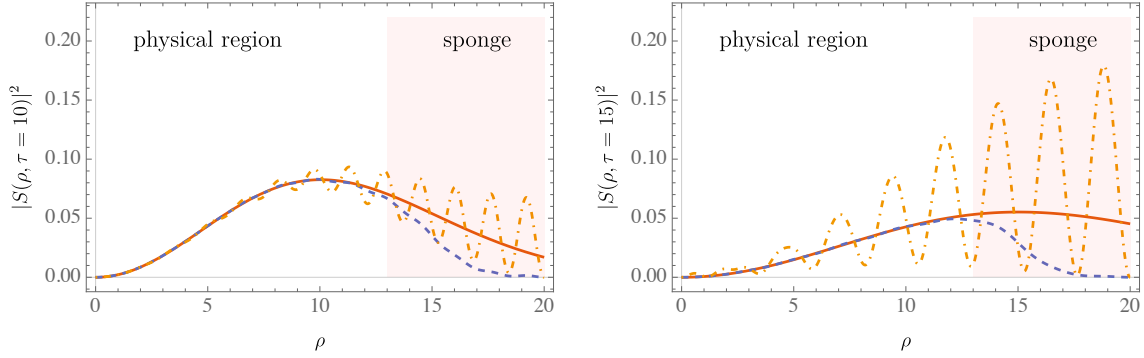 physical region
sponge
|S(ρ, τ = 10)|²
0.20
0.15
0.10
0.05
0.00
0
5
10
15
20
ρ
physical region
sponge
|S(ρ, τ = 15)|²
0.20
0.15
0.10
0.05
0.00
0
5
10
15
20
ρ